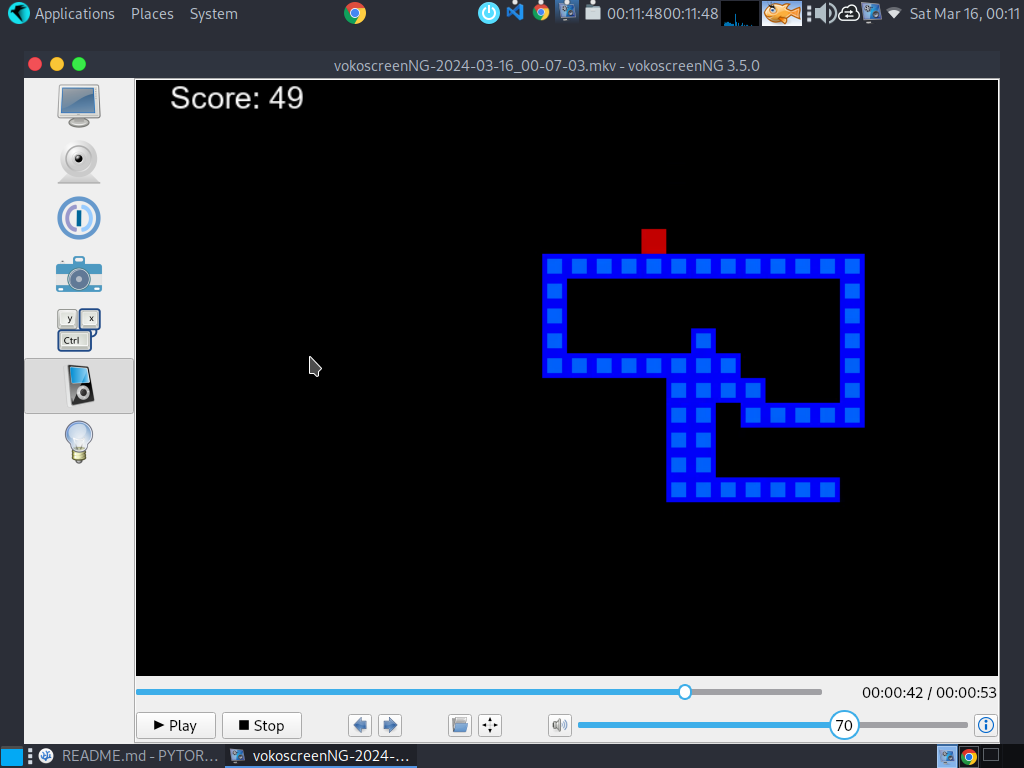 Applications Places System 00:11:4800:11:48 Sat Mar 16, 00:11
vokoscreenNG-2024-03-16_00-07-03.mkv - vokoscreenNG 3.5.0
Score: 49
y x
Ctrl
00:00:42 / 00:00:53
Play Stop 70
README.md - PYTOR... vokoscreenNG-2024-...